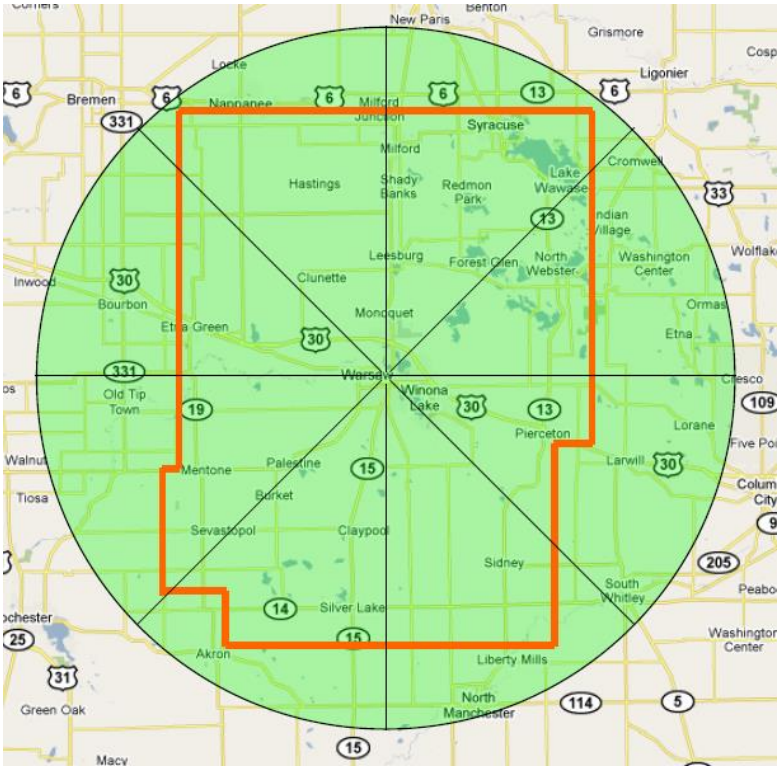 Corners
Benton
New Paris
Grismore
Locke
Cosp
Ligonier
6
Bremen
6
Nappanee
6
Milford
Junction
6
13
6
331
Syracuse
Milford
Cromwell
Lake
Wawase
Hastings
Shady
Banks
Redmon
Park
33
13
Indian
Village
Leesburg
Forest Glen
North
Webster
Washington
Center
Wolflake
Inwood
30
Clunette
Bourbon
Ormas
Monoquet
Etna Green
30
Etna
331
Warsaw
Cresco
Old Tip
Town
19
Winona
Lake
30
13
109
Lorane
Pierceton
Five Poi
Walnut
Mentone
Palestine
15
Larwill
30
Tiosa
Burket
Colum
City
Sevastopol
Claypool
9
Sidney
205
South
Whitley
Peabo
ochester
14
Silver Lake
25
15
Washington
Center
Akron
Liberty Mills
31
Green Oak
North
Manchester
114
5
15
Macy